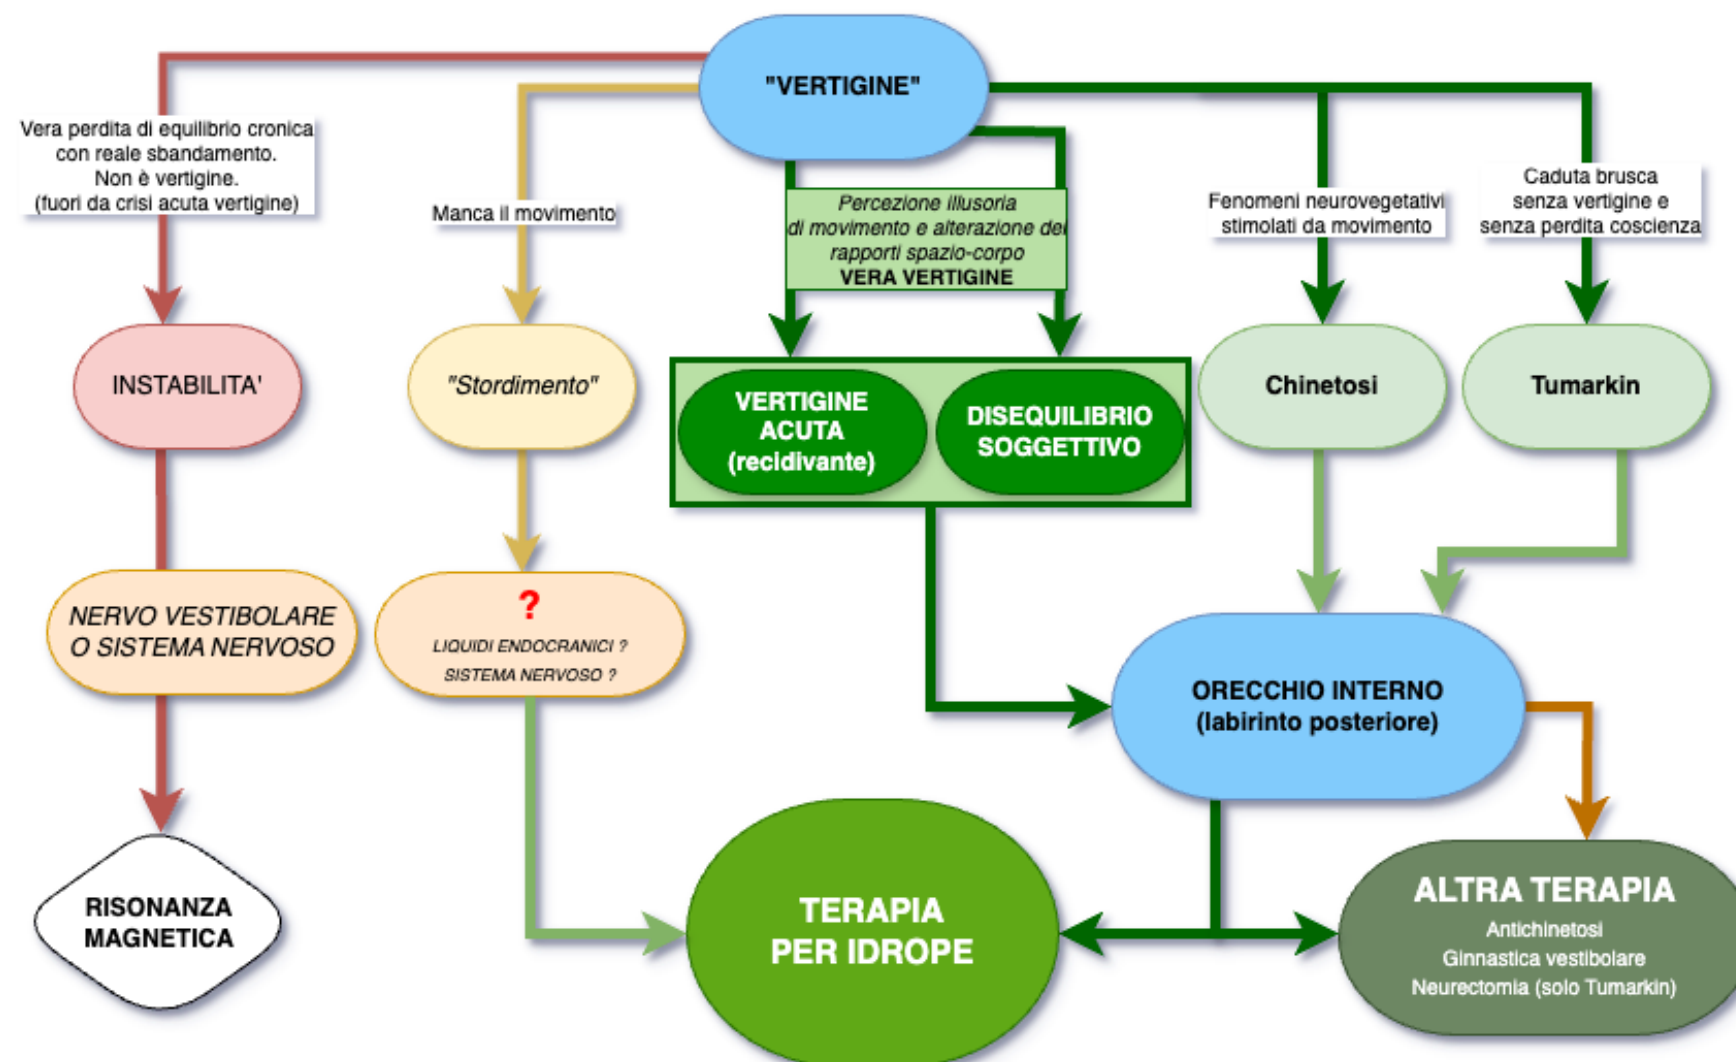 "VERTIGINE"
Vera perdita di equilibrio cronica
con reale sbandamento.
Non è vertigine.
(fuori da crisi acuta vertigine)
Manca il movimento
Percezione illusoria
di movimento e alterazione dei
rapporti spazio-corpo
VERA VERTIGINE
Fenomeni neurovegetativi
stimolati da movimento
Caduta brusca
senza vertigine e
senza perdita coscienza
INSTABILITA'
"Stordimento"
VERTIGINE
ACUTA
(recidivante)
DISEQUILIBRIO
SOGGETTIVO
Chinetosi
Tumarkin
NERVO VESTIBOLARE
O SISTEMA NERVOSO
?
LIQUIDI ENDOCRANICI ?
SISTEMA NERVOSO ?
ORECCHIO INTERNO
(labirinto posteriore)
RISONANZA
MAGNETICA
TERAPIA
PER IDROPE
ALTRA TERAPIA
Antichinetosi
Ginnastica vestibolare
Neurectomia (solo Tumarkin)